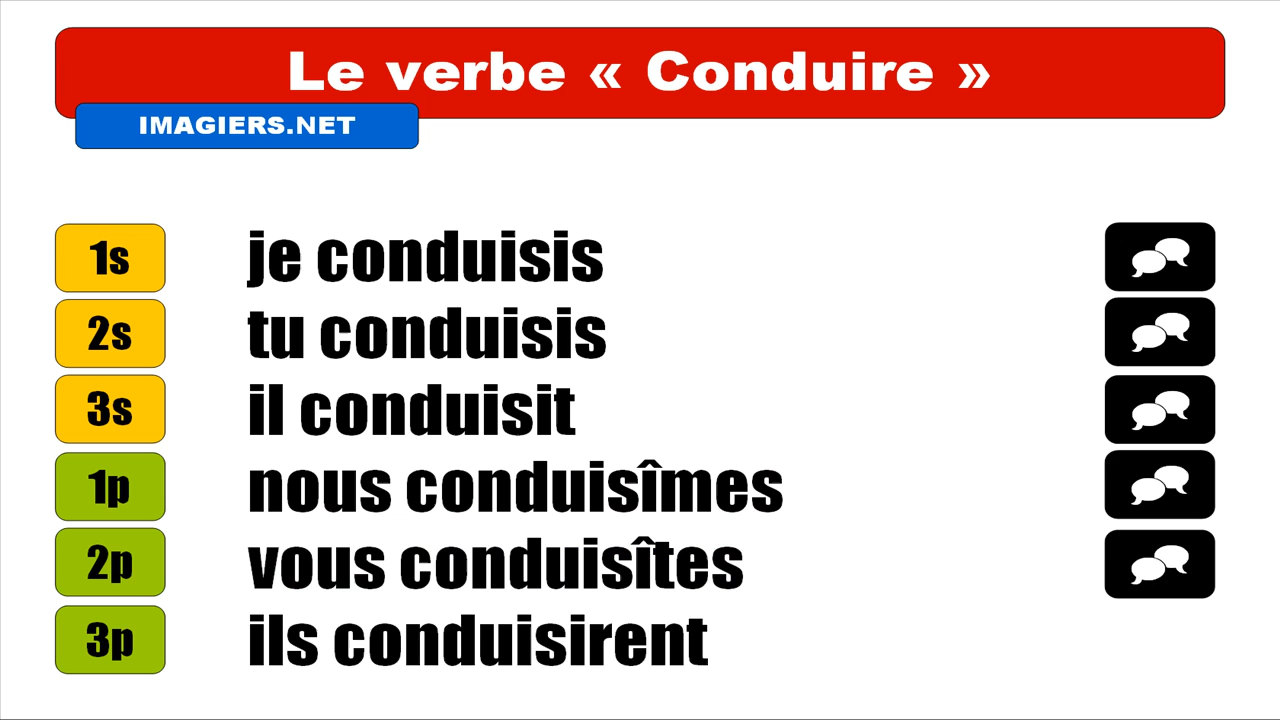 Le verbe « Conduire »
IMAGIERS.NET
1s je conduisis
2s tu conduisis
3s il conduisit
1p nous conduisîmes
2p vous conduisîtes
3p ils conduisirent